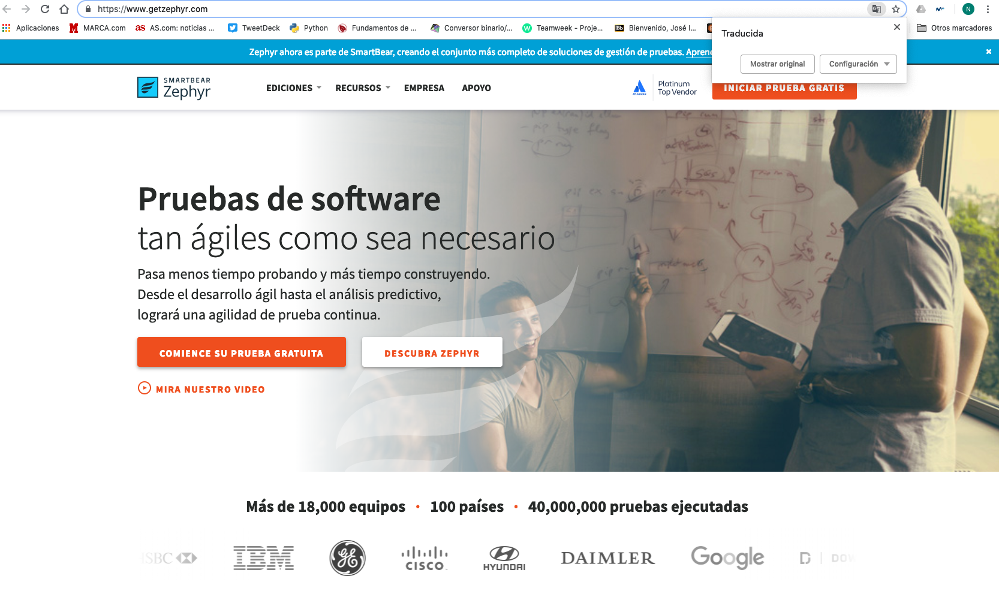 https://www.getzephyr.com
N
Aplicaciones
M MARCA.com
as AS.com: noticias ...
TweetDeck
Python
Fundamentos de ...
Conversor binario/...
Teamweek - Proje...
Bb Bienvenido, José I...
Otros marcadores
Traducida
Mostrar original
Configuración
Zephyr ahora es parte de SmartBear, creando el conjunto más completo de soluciones de gestión de pruebas.
SMARTBEAR
Zephyr
EDICIONES
RECURSOS
EMPRESA
APOYO
ATLASSIAN
Platinum
Top Vendor
INICIAR PRUEBA GRATIS
Pruebas de software
tan ágiles como sea necesario
Pasa menos tiempo probando y más tiempo construyendo.
Desde el desarrollo ágil hasta el análisis predictivo,
logrará una agilidad de prueba continua.
COMIENCE SU PRUEBA GRATUITA
DESCUBRA ZEPHYR
MIRA NUESTRO VIDEO
Más de 18,000 equipos • 100 países • 40,000,000 pruebas ejecutadas
IBM
GE
CISCO
HYUNDAI
DAIMLER
Google